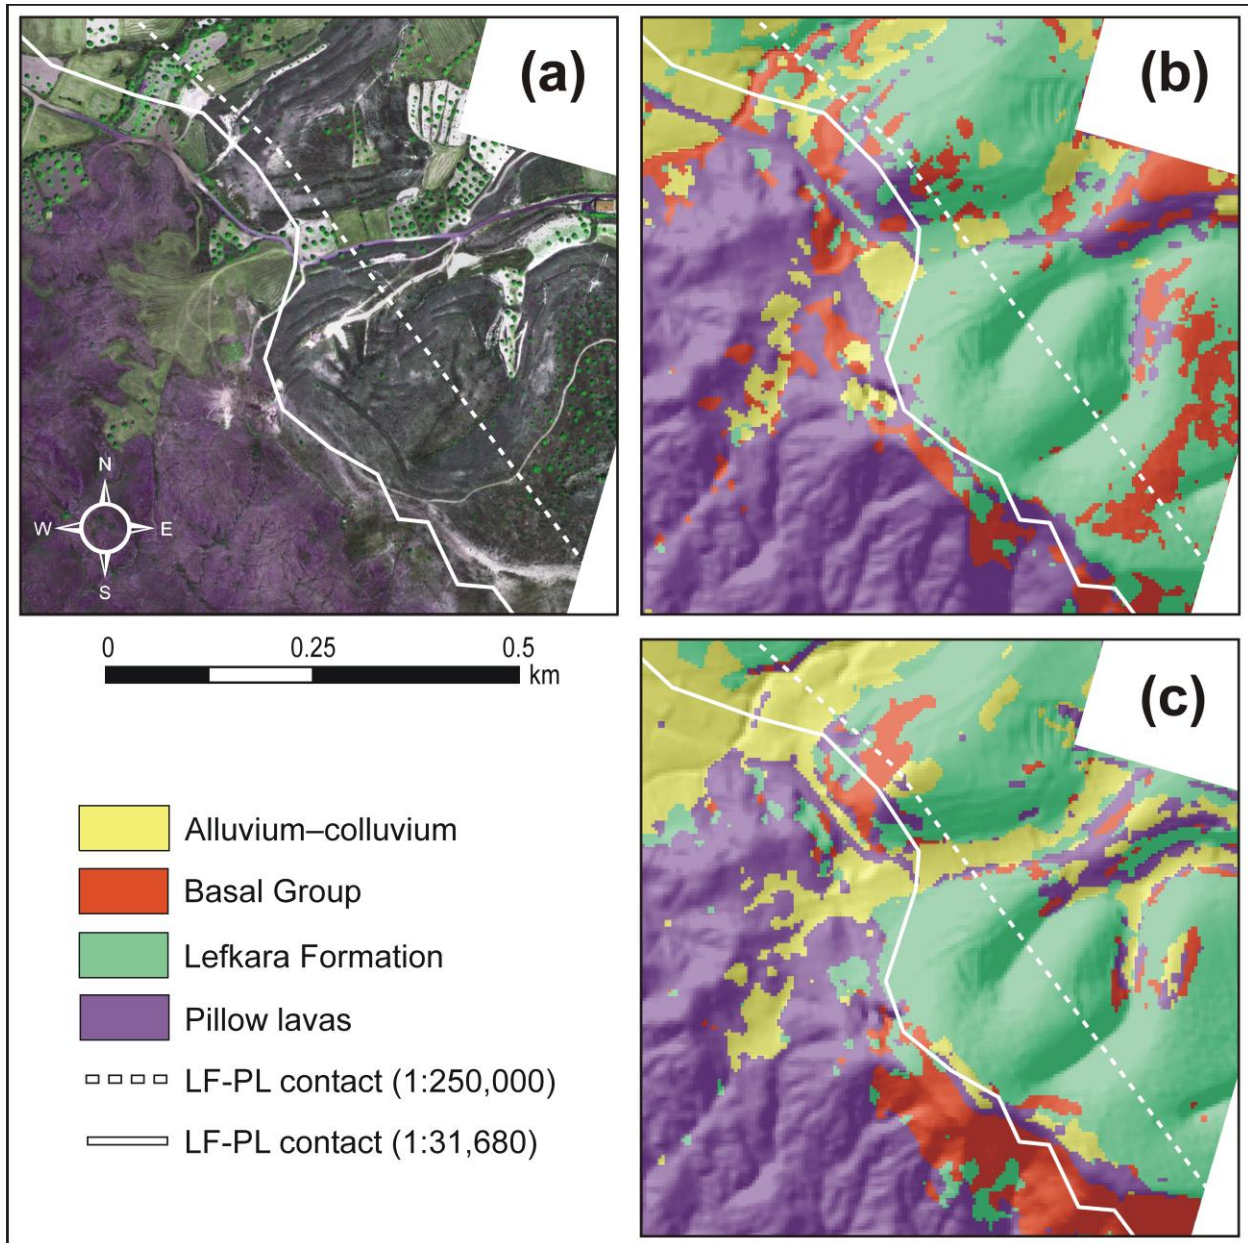 (a)
(b)
N
W E
S
0 0.25 0.5
km
(c)
Alluvium–colluvium
Basal Group
Lefkara Formation
Pillow lavas
LF-PL contact (1:250,000)
LF-PL contact (1:31,680)